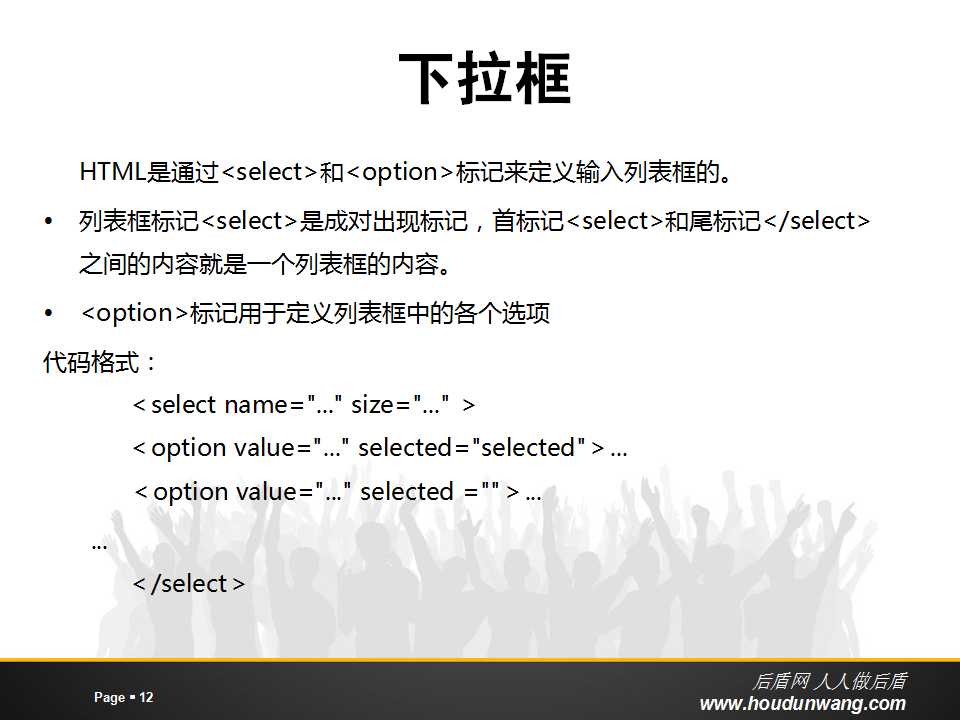 下拉框
HTML是通过<select>和<option>标记来定义输入列表框的。
• 列表框标记<select>是成对出现标记，首标记<select>和尾标记</select>
之间的内容就是一个列表框的内容。
• <option>标记用于定义列表框中的各个选项
代码格式：
＜select name="..." size="..." ＞
＜option value="..." selected="selected"＞...
＜option value="..." selected =""＞...
...
＜/select＞
Page ▪ 12
后盾网 人人做后盾
www.houdunwang.com